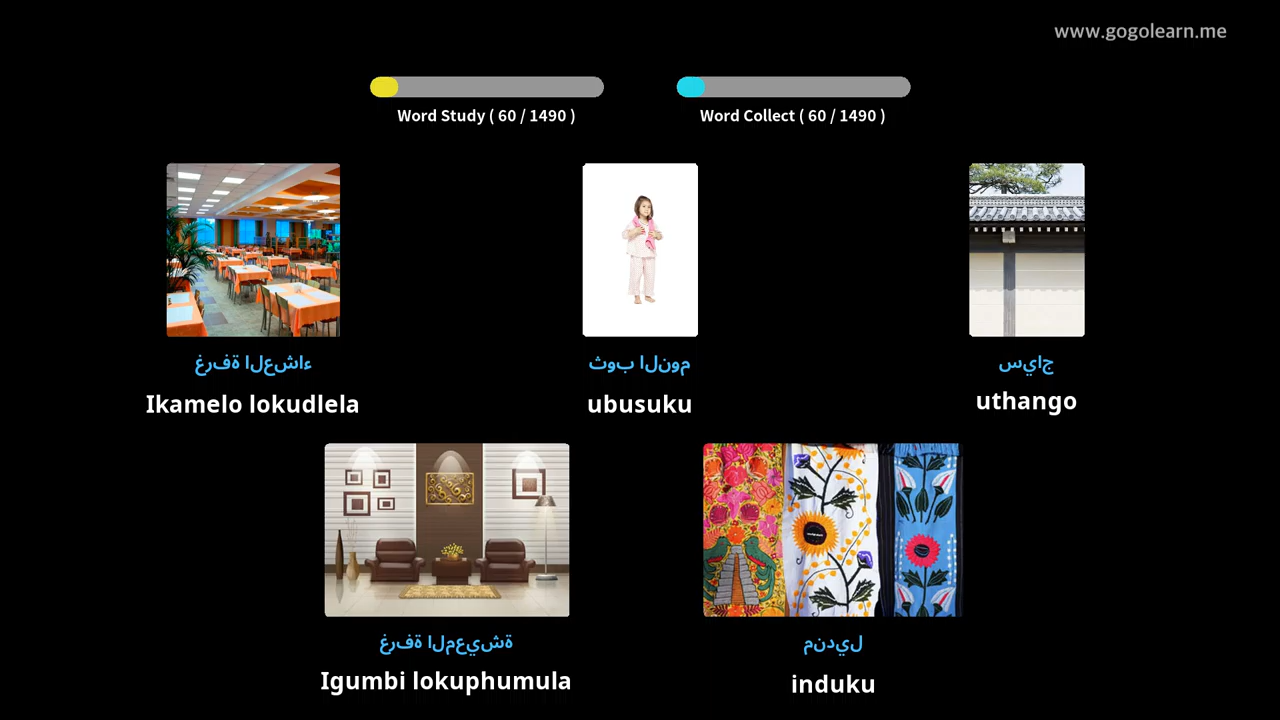 www.gogolearn.me
Word Study ( 60 / 1490 )
Word Collect ( 60 / 1490 )
غرفة العشاء
Ikamelo lokudlela
ثوب النوم
ubusuku
سياج
uthango
غرفة المعيشة
Igumbi lokuphumula
منديل
induku